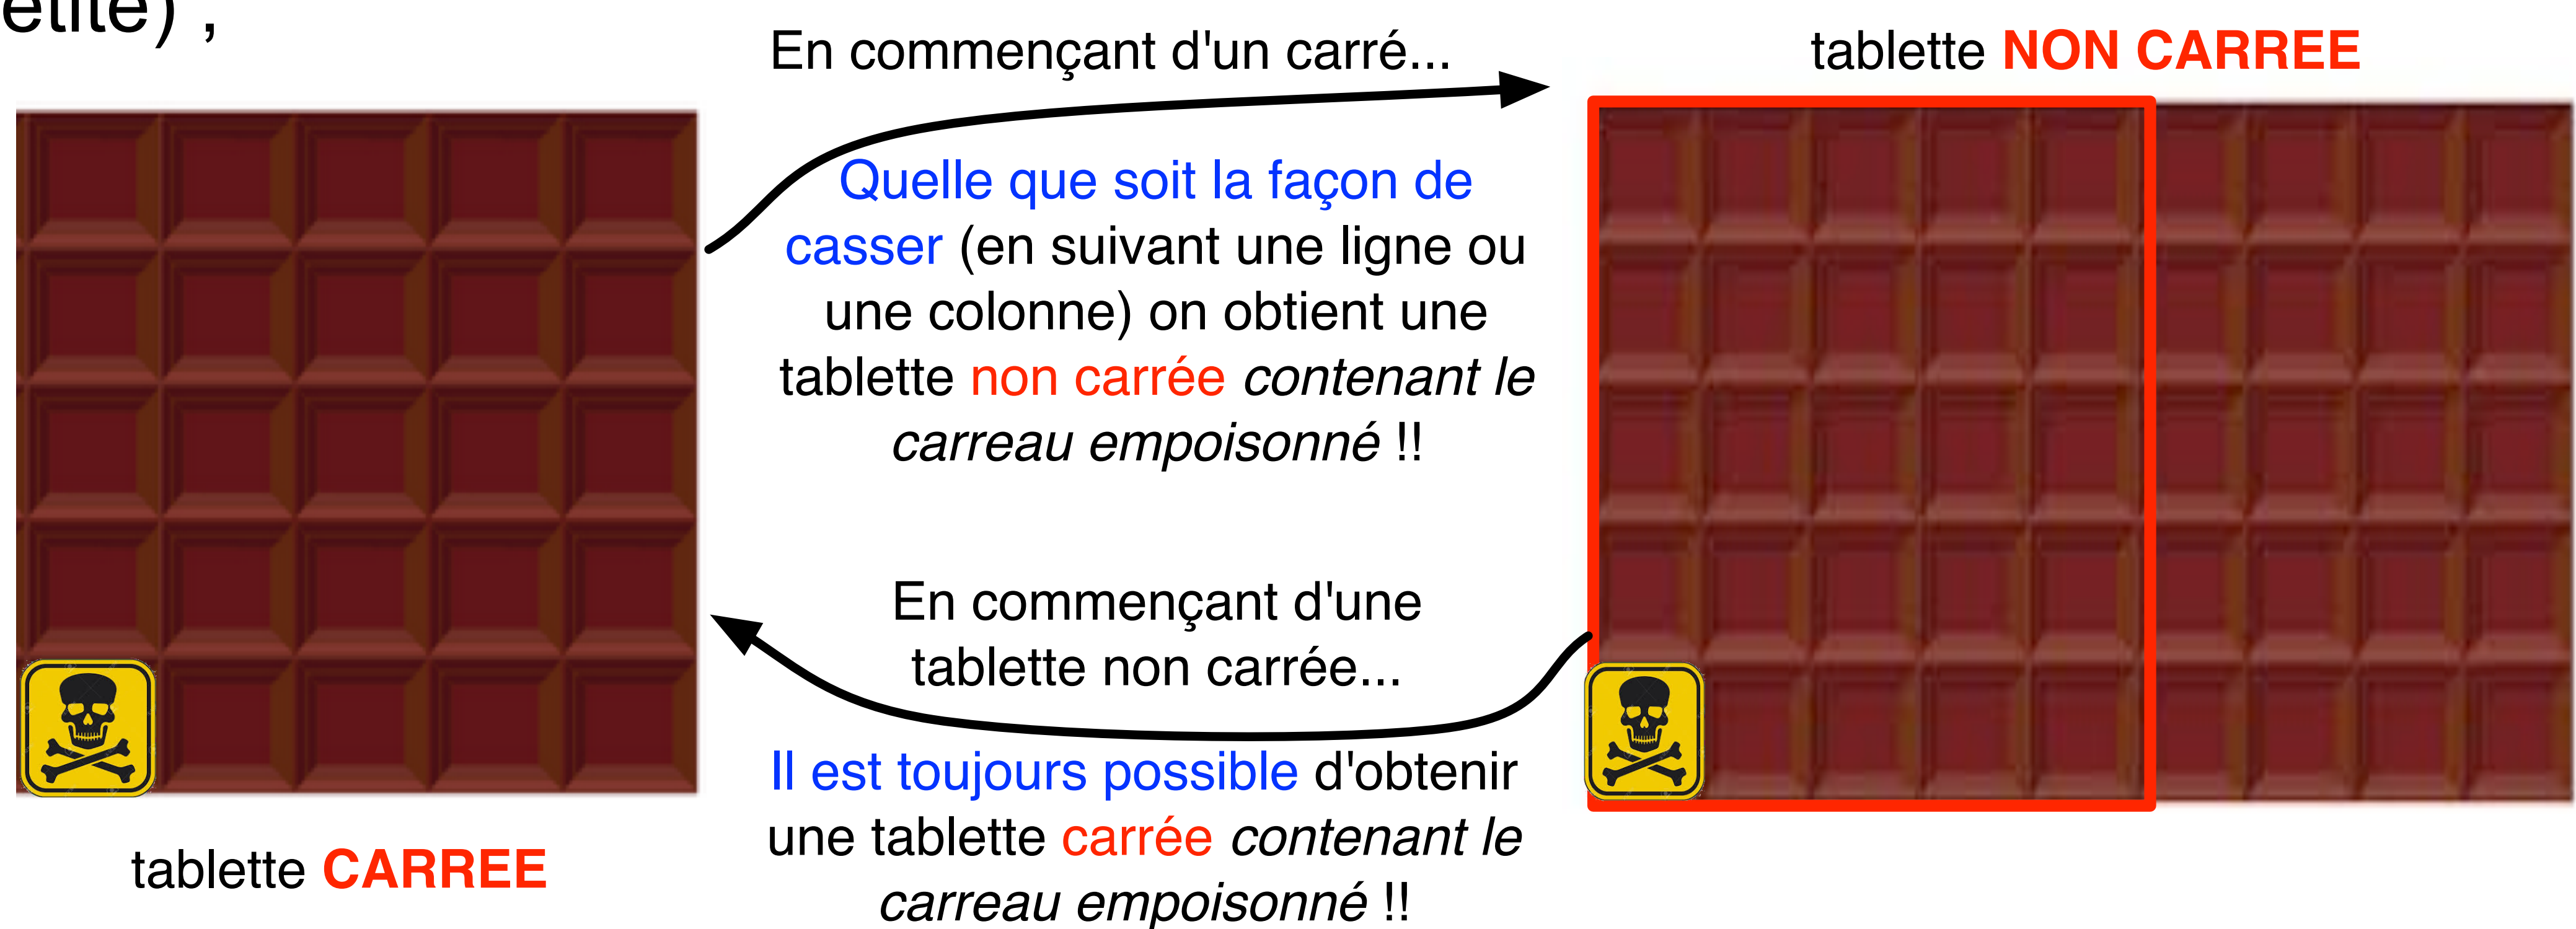 etite) ,
En commençant d'un carré...
tablette NON CARREE
Quelle que soit la façon de
casser (en suivant une ligne ou
une colonne) on obtient une
tablette non carrée contenant le
carreau empoisonné !!
En commençant d'une
tablette non carrée...
Il est toujours possible d'obtenir
une tablette carrée contenant le
carreau empoisonné !!
tablette CARREE